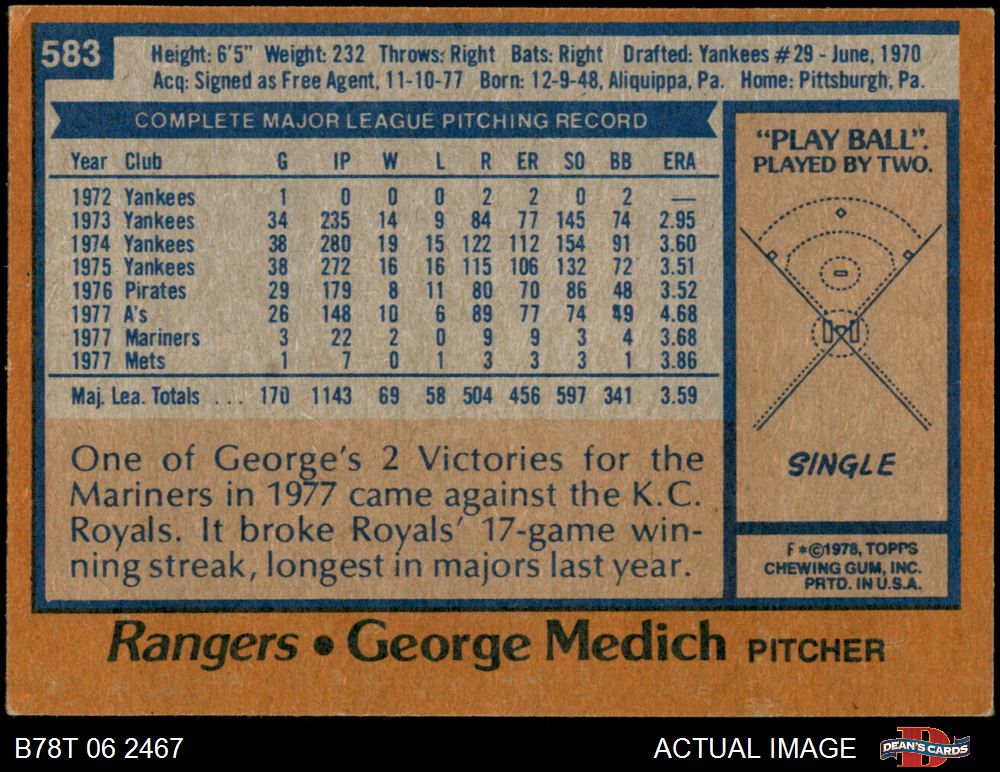 583
Height: 6'5" Weight: 232 Throws: Right Bats: Right Drafted: Yankees #29 - June, 1970
Acq: Signed as Free Agent, 11-10-77 Born: 12-9-48, Aliquippa, Pa. Home: Pittsburgh, Pa.
COMPLETE MAJOR LEAGUE PITCHING RECORD
Year Club G IP W L R ER SO BB ERA
1972 Yankees 1 0 0 0 2 2 0 2 —
1973 Yankees 34 235 14 9 84 77 145 74 2.95
1974 Yankees 38 280 19 15 122 112 154 91 3.60
1975 Yankees 38 272 16 16 115 106 132 72 3.51
1976 Pirates 29 179 8 11 80 70 86 48 3.52
1977 A's 26 148 10 6 89 77 74 49 4.68
1977 Mariners 3 22 2 0 9 9 3 4 3.68
1977 Mets 1 7 0 1 3 3 3 1 3.86
Maj. Lea. Totals ... 170 1143 69 58 504 456 597 341 3.59
One of George's 2 Victories for the
Mariners in 1977 came against the K.C.
Royals. It broke Royals' 17-game win-
ning streak, longest in majors last year.
"PLAY BALL".
PLAYED BY TWO.
SINGLE
F*©1978, TOPPS
CHEWING GUM, INC.
PRTD. IN U.S.A.
Rangers • George Medich PITCHER
B78T 06 2467
ACTUAL IMAGE
D
DEAN'S CARDS